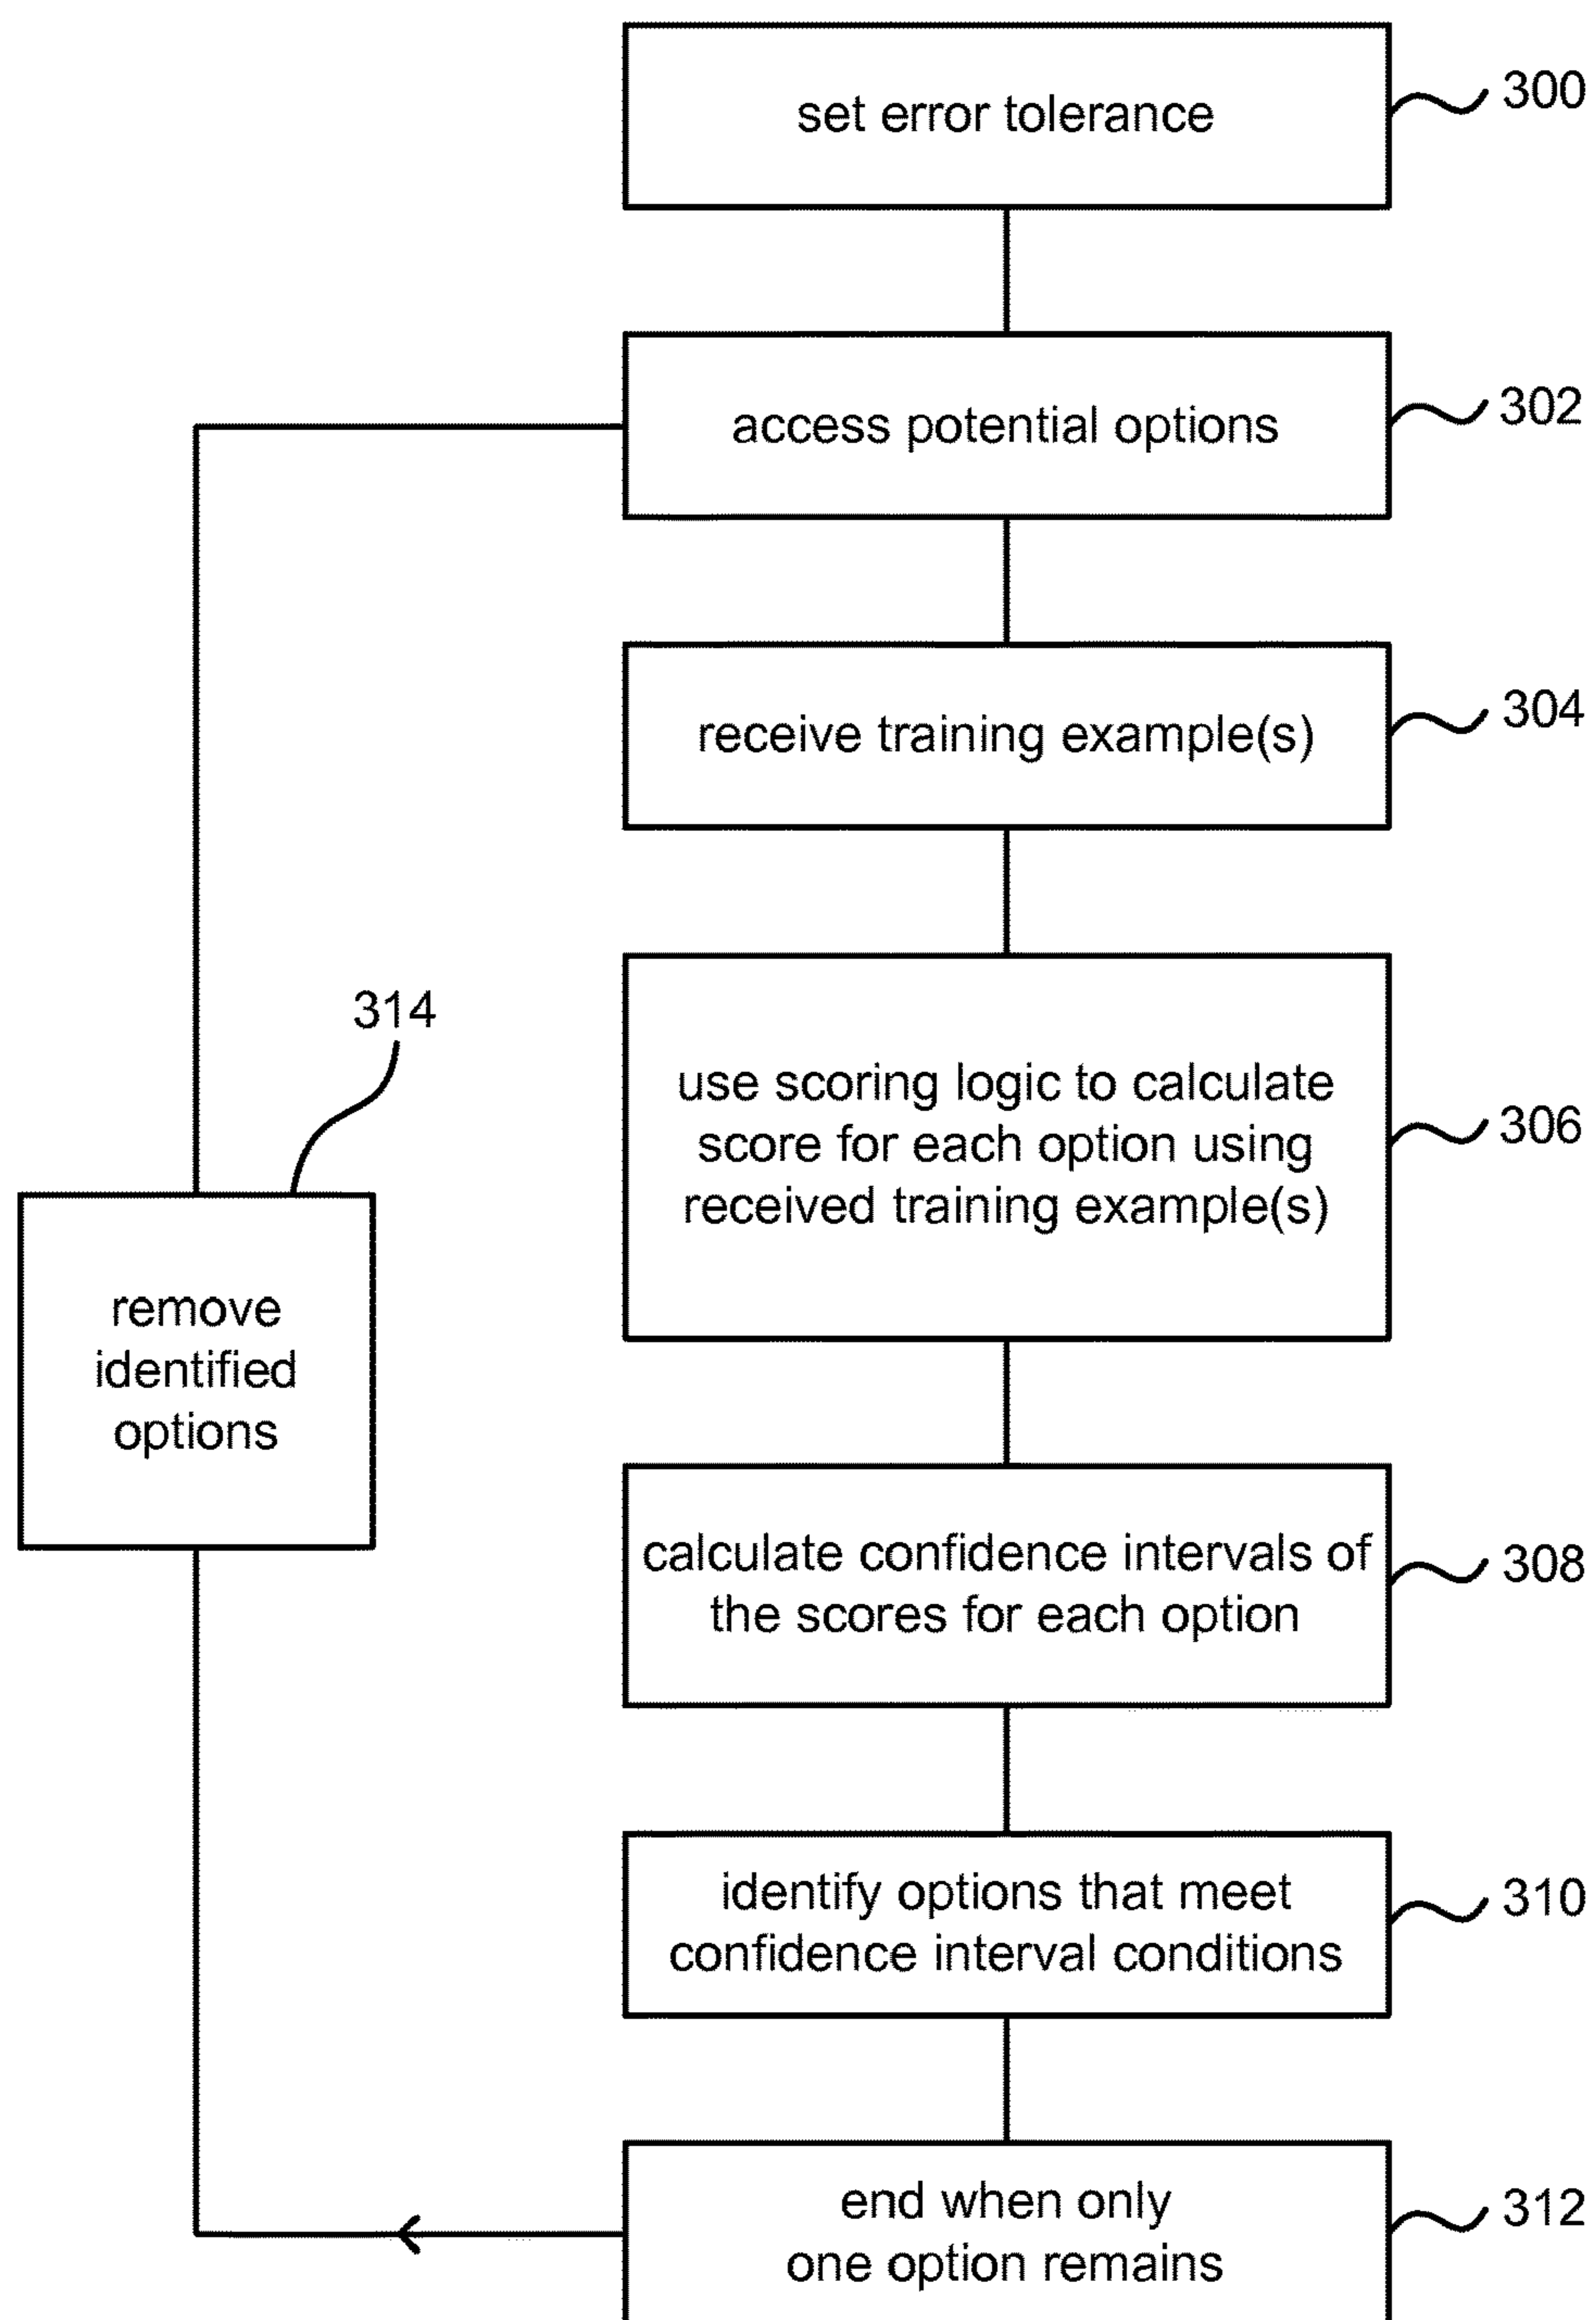 set error tolerance
300
access potential options
302
receive training example(s)
304
use scoring logic to calculate
score for each option using
received training example(s)
306
314
remove
identified
options
calculate confidence intervals of
the scores for each option
308
identify options that meet
confidence interval conditions
310
end when only
one option remains
312